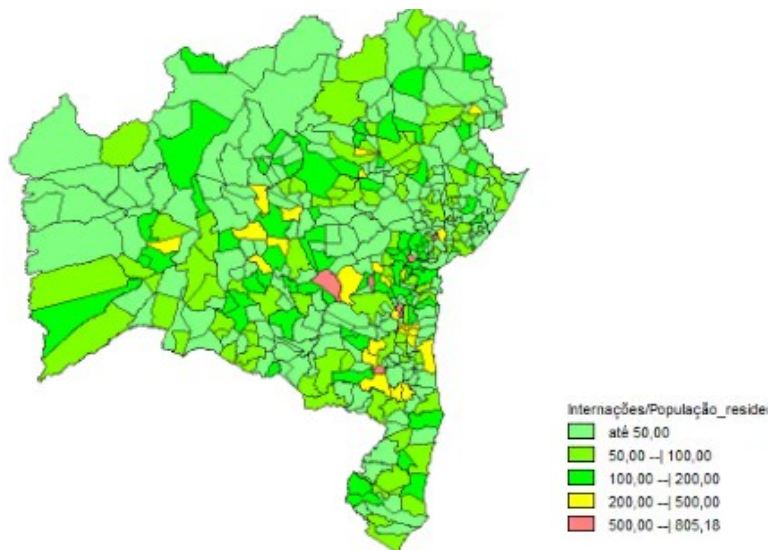 Internações/População_reside
até 50,00
50,00 --| 100,00
100,00 --| 200,00
200,00 --| 500,00
500,00 --| 805,18